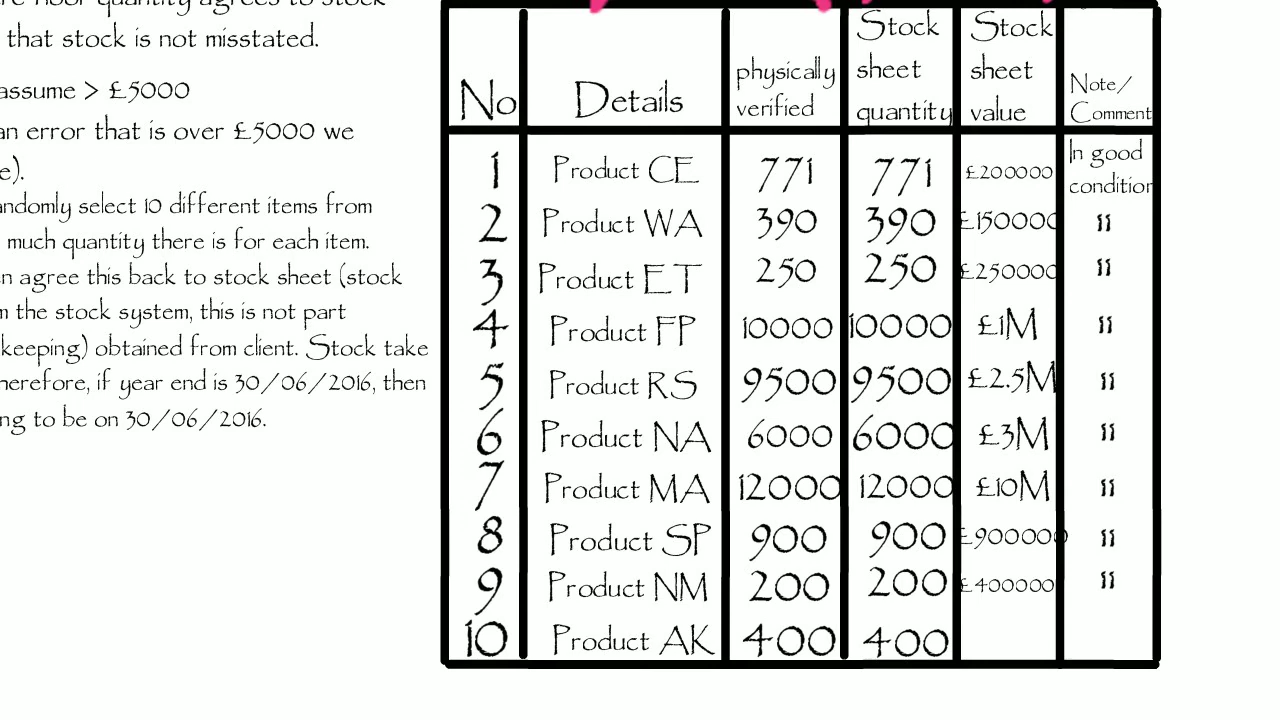 re floor quantity agrees to stock
that stock is not misstated.
assume > £5000
an error that is over £5000 we
e).
andomly select 10 different items from
much quantity there is for each item.
en agree this back to stock sheet (stock
m the stock system, this is not part
keeping) obtained from client. Stock take
herefore, if year end is 30/06/2016, then
ng to be on 30/06/2016.
No Details physically verified Stock sheet quantity Stock sheet value Note/ Comment
1 Product CE 771 771 £200000 In good condition
2 Product WA 390 390 £150000 "
3 Product ET 250 250 £250000 "
4 Product FP 10000 10000 £1M "
5 Product RS 9500 9500 £2.5M "
6 Product NA 6000 6000 £3M "
7 Product MA 12000 12000 £10M "
8 Product SP 900 900 £900000 "
9 Product NM 200 200 £400000 "
10 Product AK 400 400